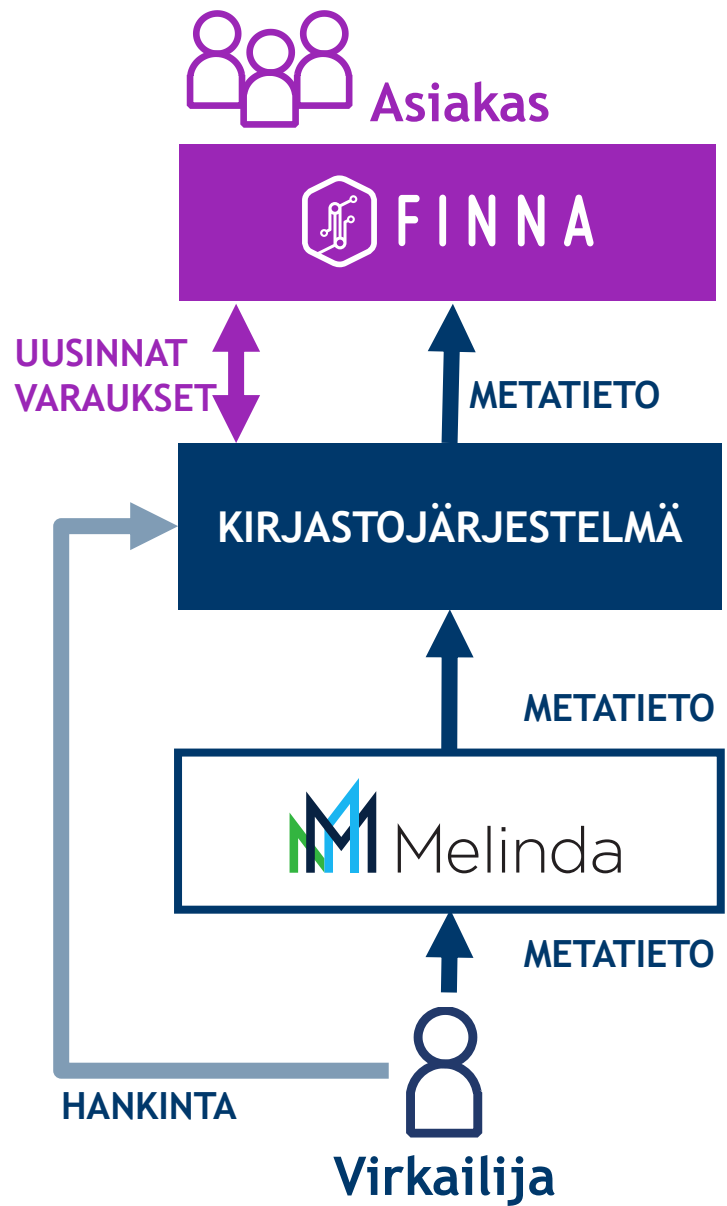 Asiakas
FINNA
UUSINNAT
VARAUKSET
METATIETO
KIRJASTOJÄRJESTELMÄ
METATIETO
Melinda
METATIETO
HANKINTA
Virkailija